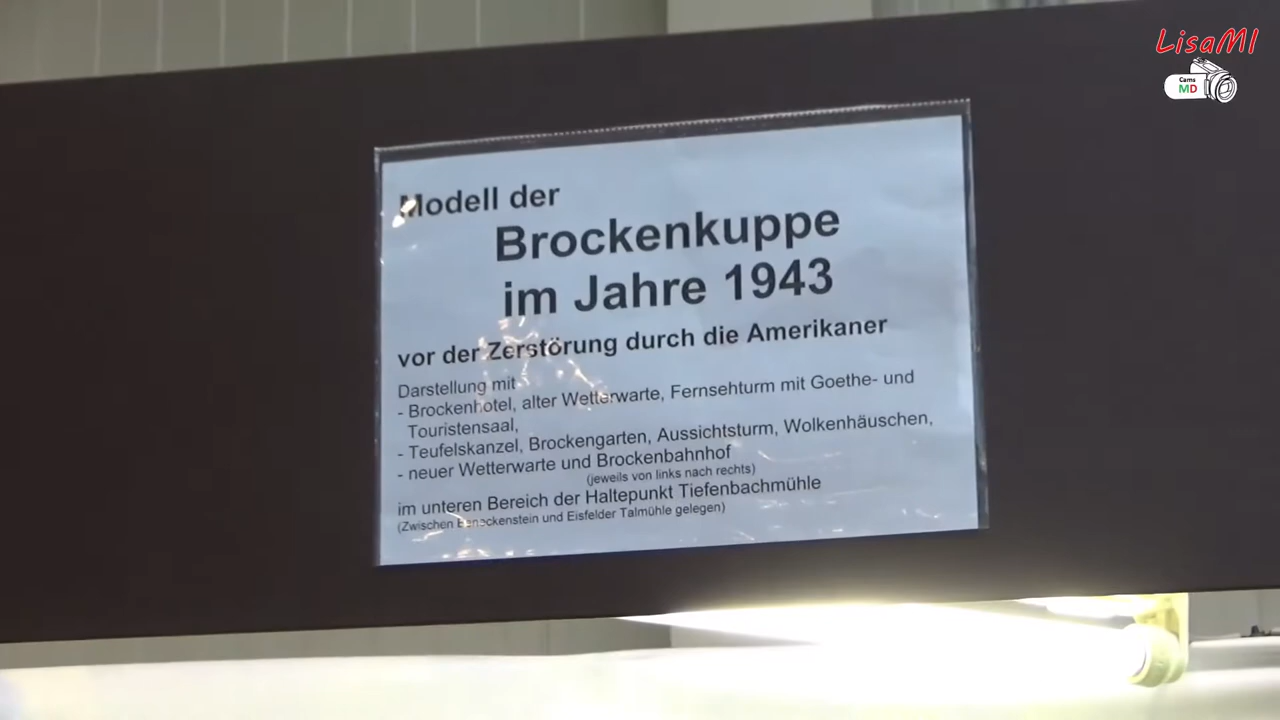 LisaMI
Cams
MD
Modell der
Brockenkuppe
im Jahre 1943
vor der Zerstörung durch die Amerikaner
Darstellung mit
- Brockenhotel, alter Wetterwarte, Fernsehturm mit Goethe- und
Touristensaal,
- Teufelskanzel, Brockengarten, Aussichtsturm, Wolkenhäuschen,
- neuer Wetterwarte und Brockenbahnhof
(jeweils von links nach rechts)
im unteren Bereich der Haltepunkt Tiefenbachmühle
(Zwischen Benneckenstein und Eisfelder Talmühle gelegen)